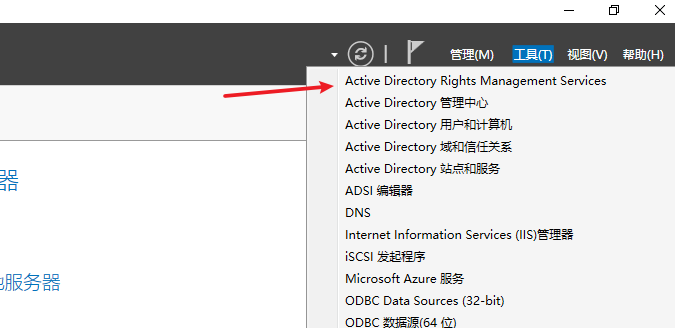 管理(M) 工具(T) 视图(V) 帮助(H)
Active Directory Rights Management Services
Active Directory 管理中心
Active Directory 用户和计算机
Active Directory 域和信任关系
Active Directory 站点和服务
器
ADSI 编辑器
DNS
Internet Information Services (IIS)管理器
iSCSI 发起程序
服务器
Microsoft Azure 服务
ODBC Data Sources (32-bit)
ODBC 数据源(64 位)